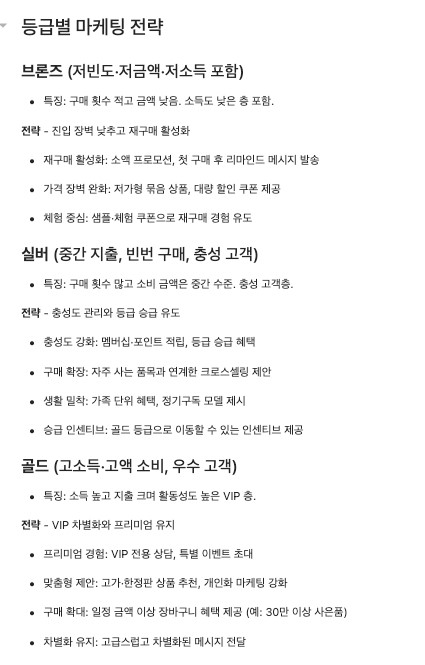 등급별 마케팅 전략
브론즈 (저빈도·저금액·저소득 포함)
• 특징: 구매 횟수 적고 금액 낮음. 소득도 낮은 층 포함.
전략 – 진입 장벽 낮추고 재구매 활성화
• 재구매 활성화: 소액 프로모션, 첫 구매 후 리마인드 메시지 발송
• 가격 장벽 완화: 저가형 묶음 상품, 대량 할인 쿠폰 제공
• 체험 중심: 샘플·체험 쿠폰으로 재구매 경험 유도
실버 (중간 지출, 빈번 구매, 충성 고객)
• 특징: 구매 횟수 많고 소비 금액은 중간 수준. 충성 고객층.
전략 – 충성도 관리와 등급 승급 유도
• 충성도 강화: 멤버십·포인트 적립, 등급 승급 혜택
• 구매 확장: 자주 사는 품목과 연계한 크로스셀링 제안
• 생활 밀착: 가족 단위 혜택, 정기구독 모델 제시
• 승급 인센티브: 골드 등급으로 이동할 수 있는 인센티브 제공
골드 (고소득·고액 소비, 우수 고객)
• 특징: 소득 높고 지출 크며 활동성도 높은 VIP 층.
전략 – VIP 차별화와 프리미엄 유지
• 프리미엄 경험: VIP 전용 상담, 특별 이벤트 초대
• 맞춤형 제안: 고가·한정판 상품 추천, 개인화 마케팅 강화
• 구매 확대: 일정 금액 이상 장바구니 혜택 제공 (예: 30만 이상 사은품)
• 차별화 유지: 고급스럽고 차별화된 메시지 전달